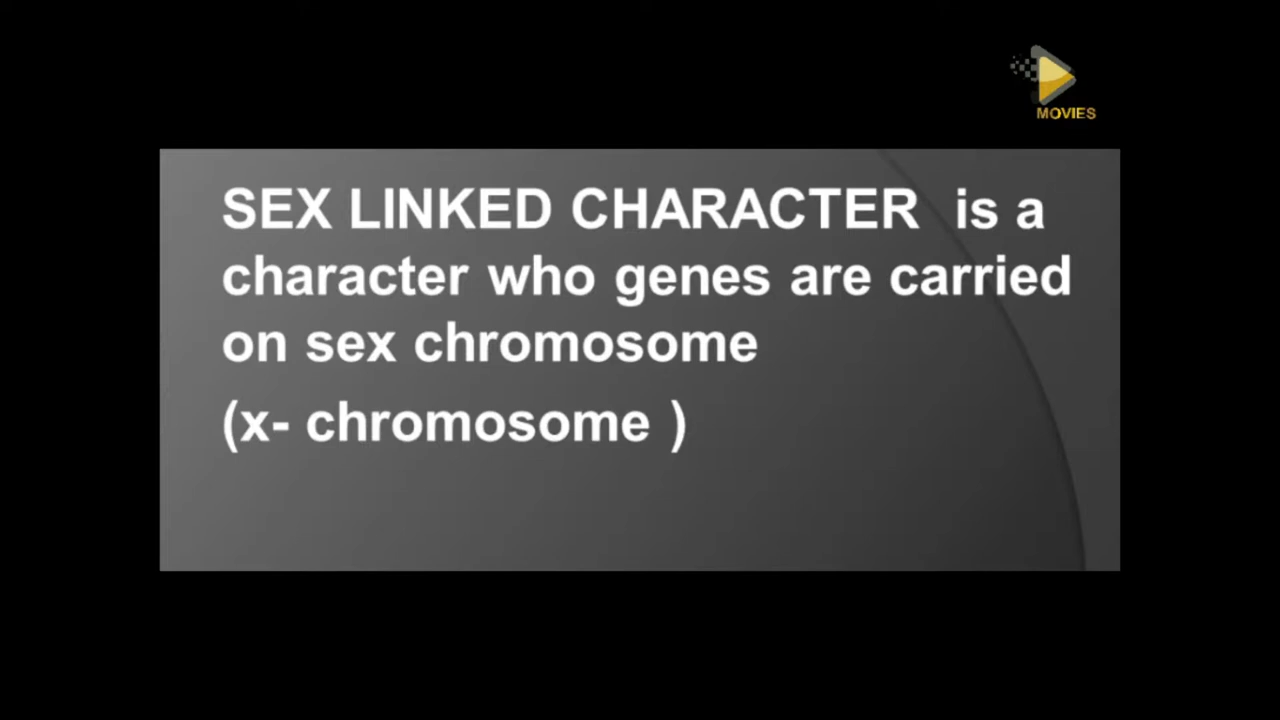 MOVIES
SEX LINKED CHARACTER is a
character who genes are carried
on sex chromosome
(x- chromosome )